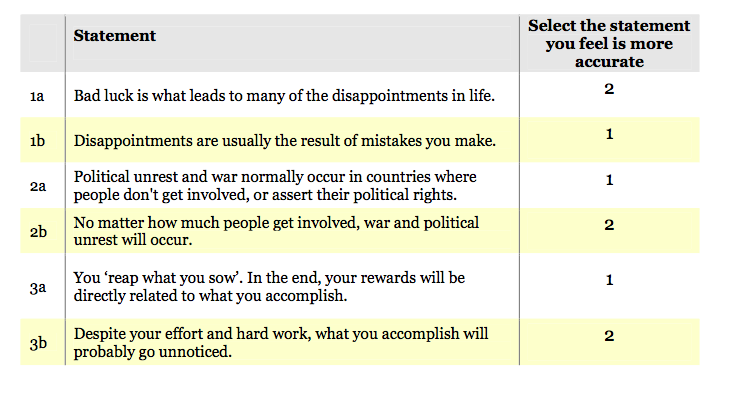 Statement
Select the statement
you feel is more
accurate
1a
Bad luck is what leads to many of the disappointments in life.
2
1b
Disappointments are usually the result of mistakes you make.
1
2a
Political unrest and war normally occur in countries where
people don't get involved, or assert their political rights.
1
2b
No matter how much people get involved, war and political
unrest will occur.
2
3a
You ‘reap what you sow’. In the end, your rewards will be
directly related to what you accomplish.
1
3b
Despite your effort and hard work, what you accomplish will
probably go unnoticed.
2